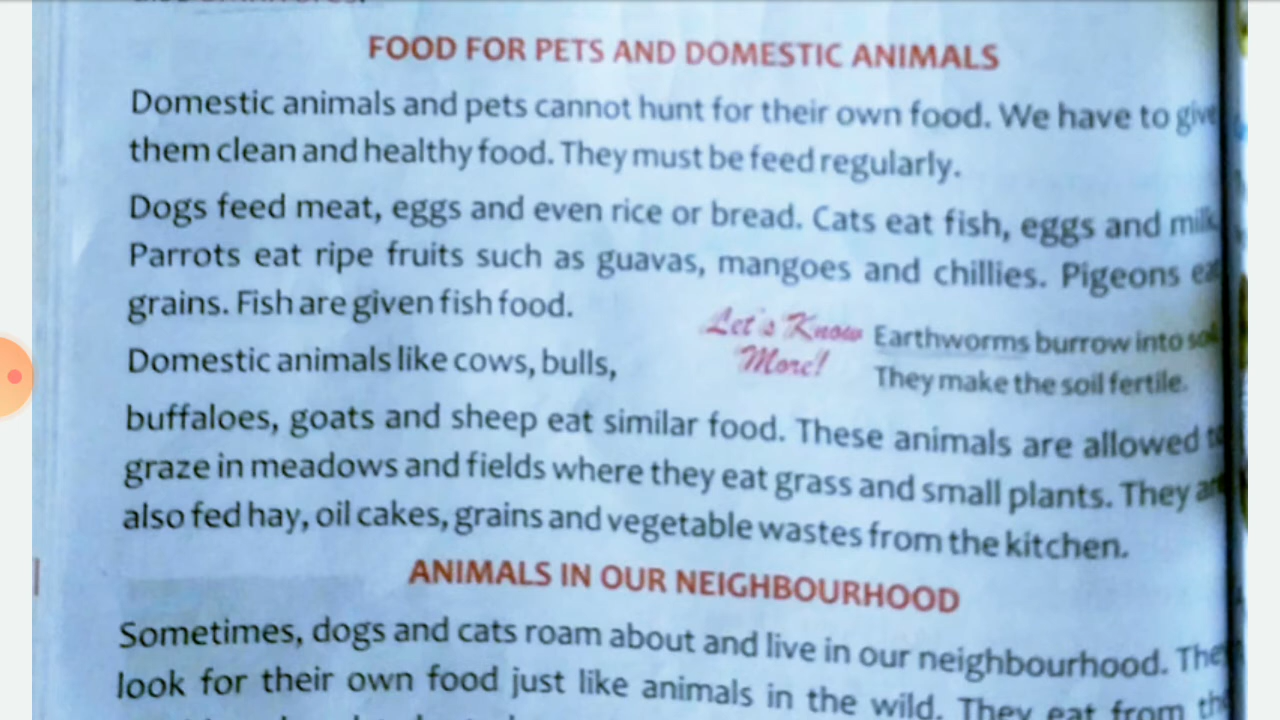 FOOD FOR PETS AND DOMESTIC ANIMALS
Domestic animals and pets cannot hunt for their own food. We have to give
them clean and healthy food. They must be feed regularly.
Dogs feed meat, eggs and even rice or bread. Cats eat fish, eggs and milk
Parrots eat ripe fruits such as guavas, mangoes and chillies. Pigeons
grains. Fish are given fish food.
Let's Know
More!
Earthworms burrow into
They make the soil fertile.
Domestic animals like cows, bulls,
buffaloes, goats and sheep eat similar food. These animals are allowed
graze in meadows and fields where they eat grass and small plants. They
also fed hay, oil cakes, grains and vegetable wastes from the kitchen.
ANIMALS IN OUR NEIGHBOURHOOD
Sometimes, dogs and cats roam about and live in our neighbourhood.
look for their own food just like animals in the wild. They eat from